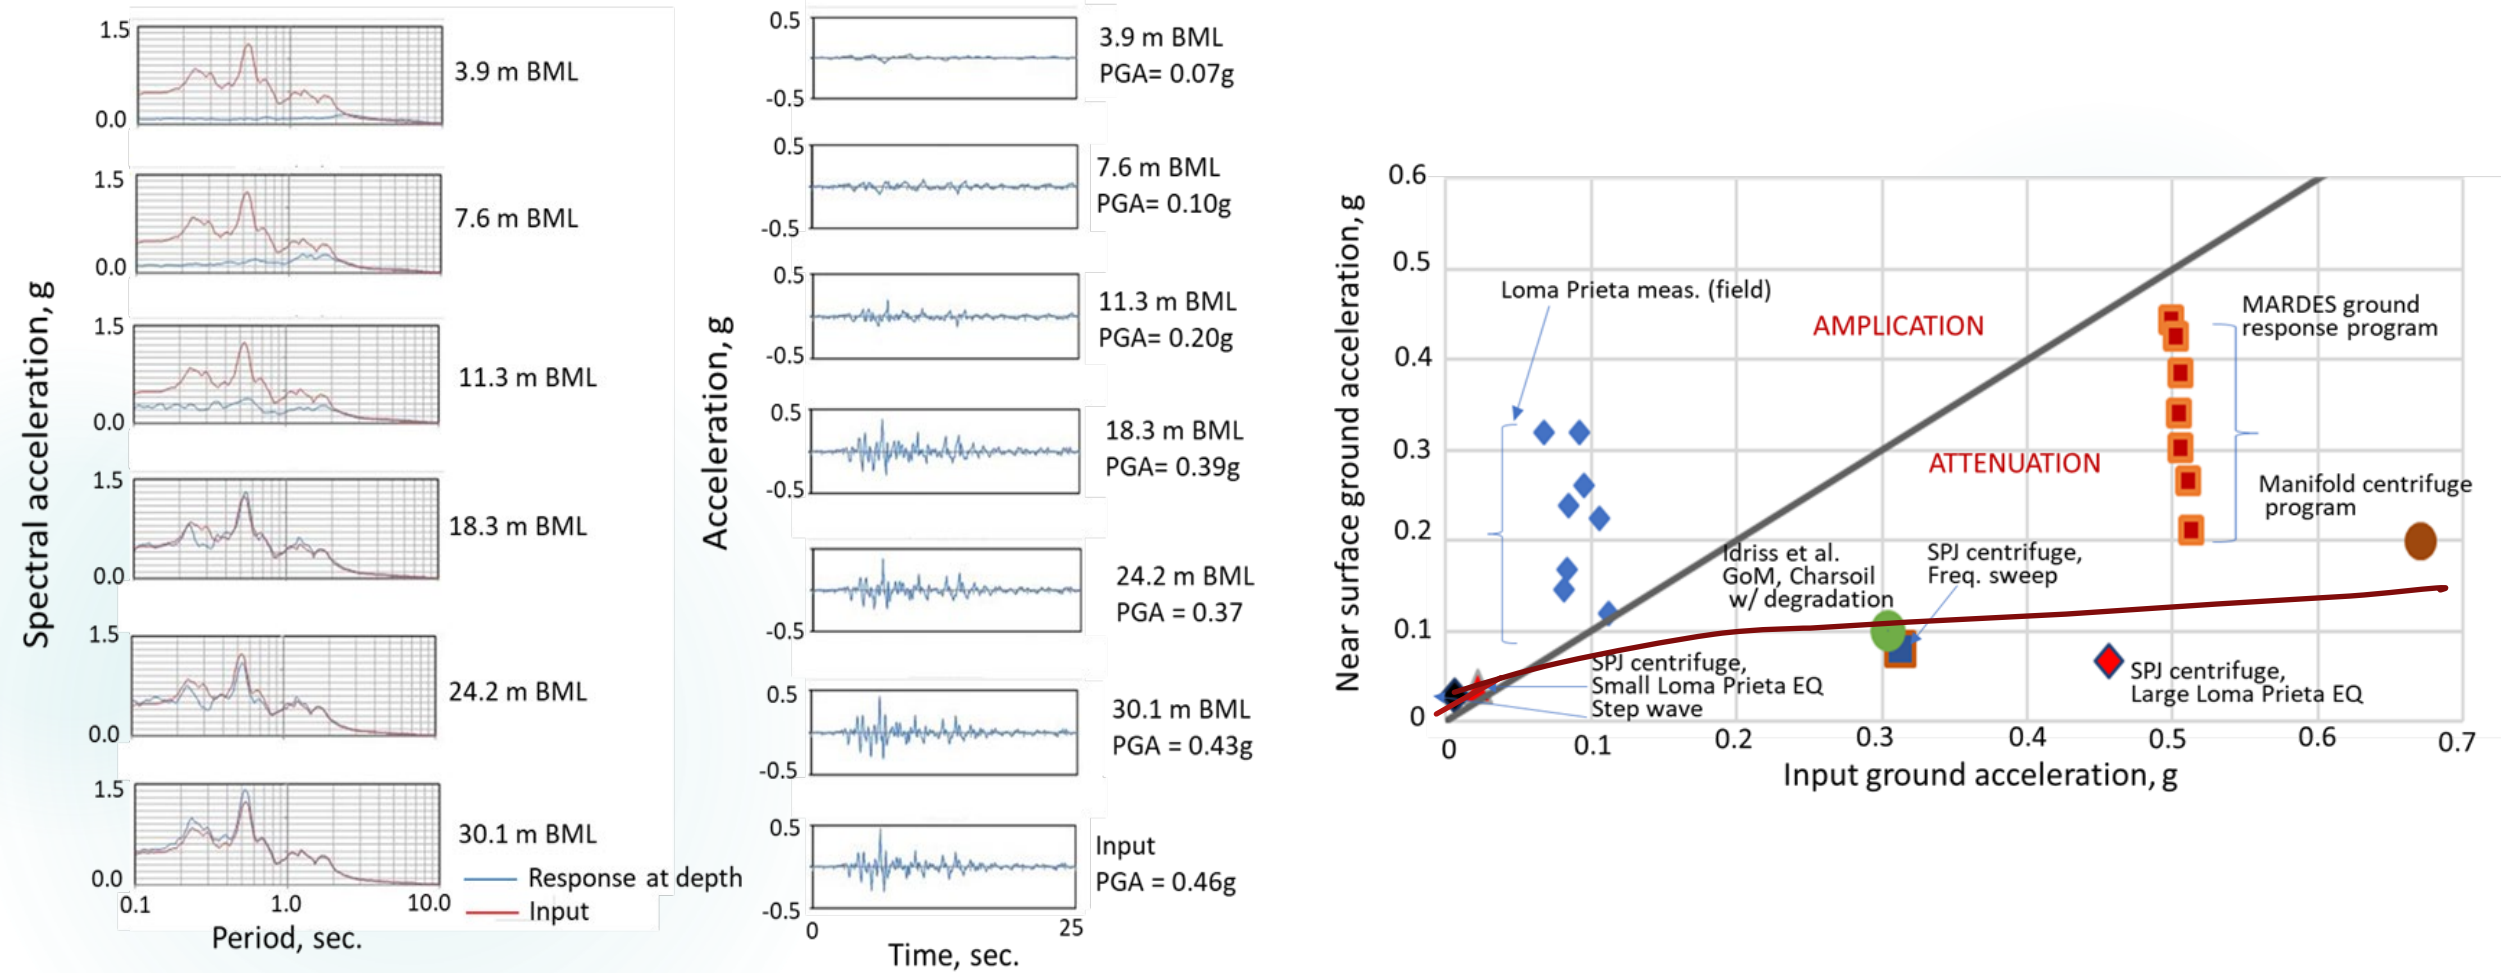 Spectral acceleration, g
1.5
0.0
3.9 m BML
1.5
0.0
7.6 m BML
1.5
0.0
11.3 m BML
1.5
0.0
18.3 m BML
1.5
0.0
24.2 m BML
1.5
0.0
30.1 m BML
Response at depth
Input
0.1
1.0
10.0
Period, sec.
Acceleration, g
0.5
-0.5
3.9 m BML
PGA= 0.07g
0.5
-0.5
7.6 m BML
PGA= 0.10g
0.5
-0.5
11.3 m BML
PGA= 0.20g
0.5
-0.5
18.3 m BML
PGA= 0.39g
0.5
-0.5
24.2 m BML
PGA = 0.37
0.5
-0.5
30.1 m BML
PGA = 0.43g
0.5
-0.5
Input
PGA = 0.46g
0
25
Time, sec.
Near surface ground acceleration, g
0.6
0.5
0.4
0.3
0.2
0.1
0
Loma Prieta meas. (field)
AMPLICATION
MARDES ground
response program
ATTENUATION
Manifold centrifuge
program
Idriss et al.
GoM, Charsoil
w/ degradation
SPJ centrifuge,
Freq. sweep
SPJ centrifuge,
Small Loma Prieta EQ
Step wave
SPJ centrifuge,
Large Loma Prieta EQ
0
0.1
0.2
0.3
0.4
0.5
0.6
0.7
Input ground acceleration, g